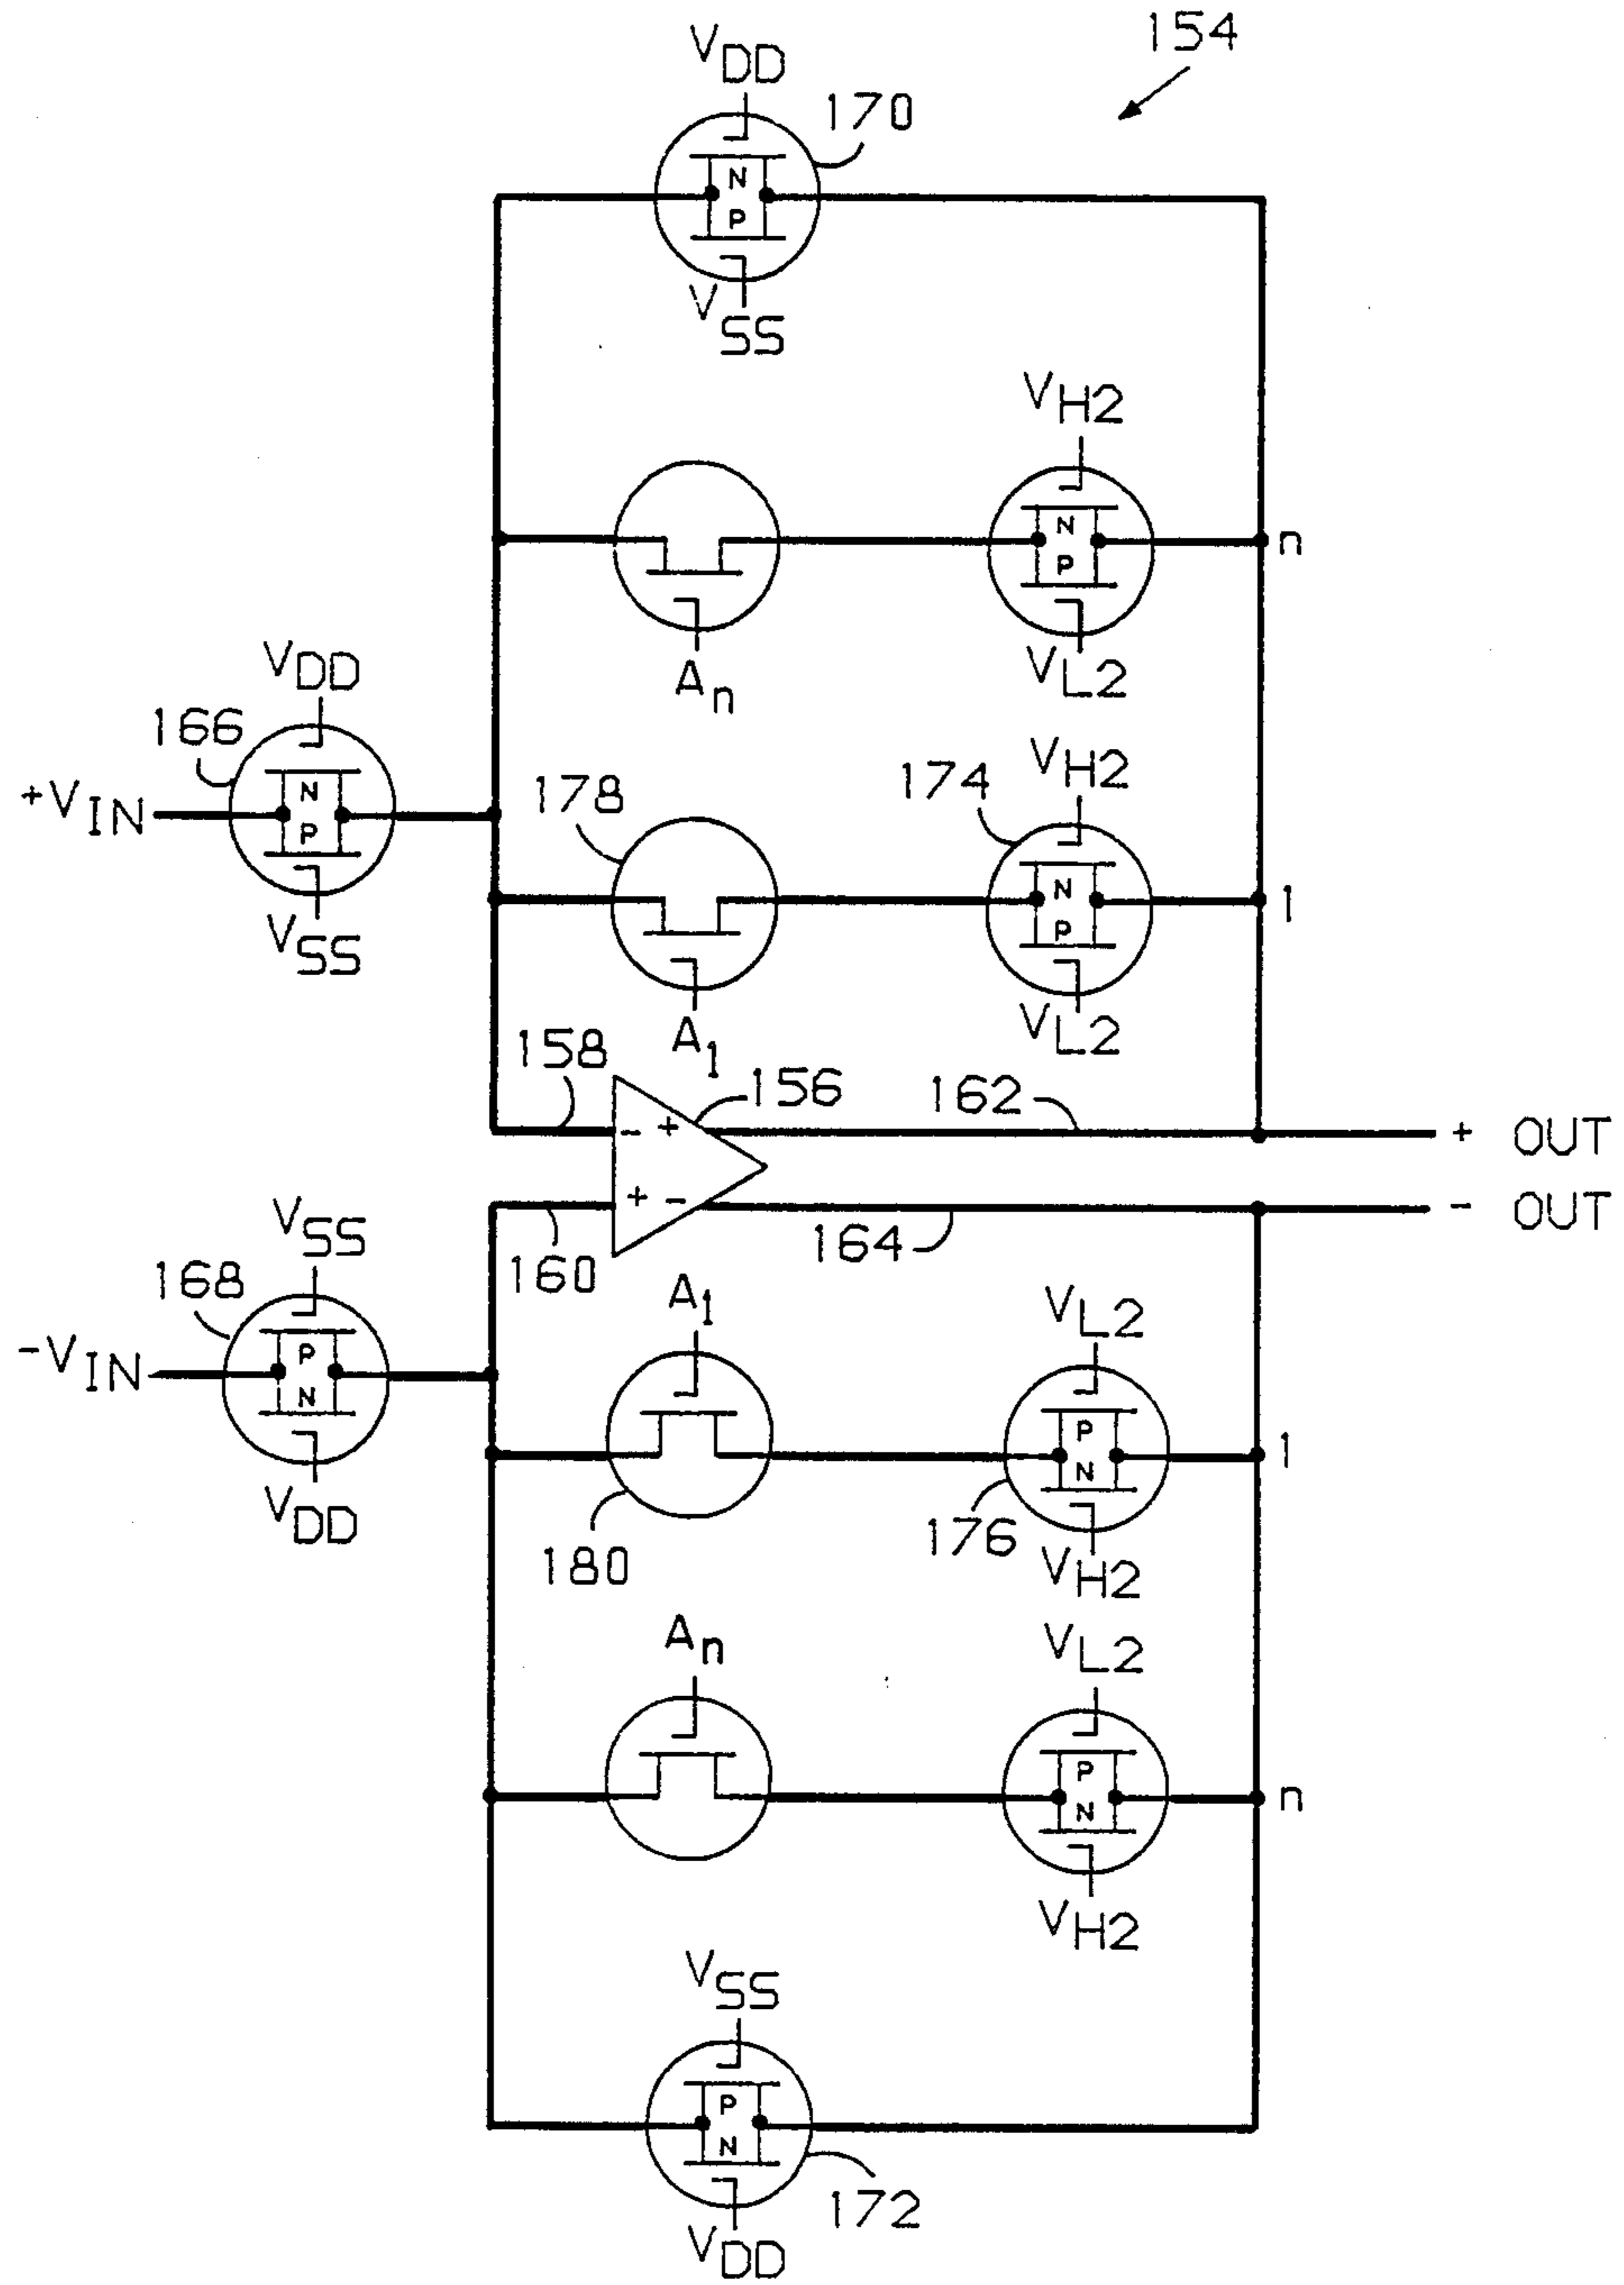 154
VDD
170
N
P
VSS
VH2
N
P
n
An
VL2
VDD
166
N
P
+VIN
VSS
178
174
VH2
N
P
1
A1
VL2
158
156
162
- +
+ OUT
+ -
- OUT
160
164
VSS
168
P
N
-VIN
VDD
A1
VL2
P
N
1
180
176
VH2
An
VL2
P
N
n
VH2
VSS
P
N
172
VDD